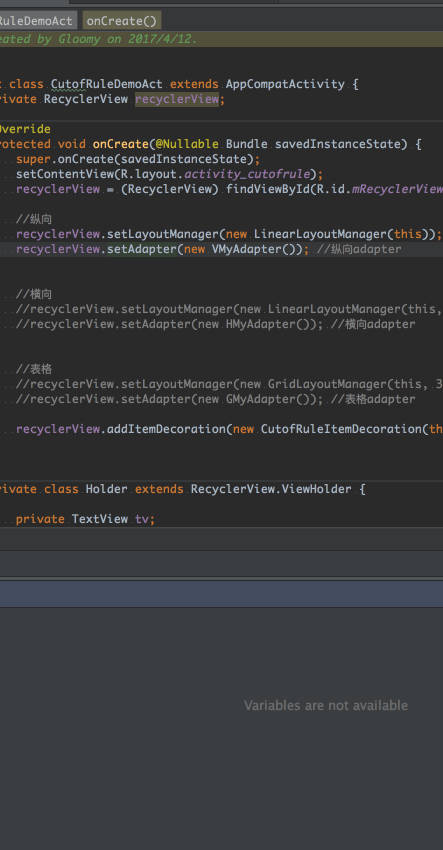 RuleDemoAct onCreate()
eated by Gloomy on 2017/4/12.
c class CutofRuleDemoAct extends AppCompatActivity {
rivate RecyclerView recyclerView;
Override
rotected void onCreate(@Nullable Bundle savedInstanceState) {
super.onCreate(savedInstanceState);
setContentView(R.layout.activity_cutofrule);
recyclerView = (RecyclerView) findViewById(R.id.mRecyclerView
//纵向
recyclerView.setLayoutManager(new LinearLayoutManager(this));
recyclerView.setAdapter(new VMyAdapter()); //纵向adapter
//横向
//recyclerView.setLayoutManager(new LinearLayoutManager(this,
//recyclerView.setAdapter(new HMyAdapter()); //横向adapter
//表格
//recyclerView.setLayoutManager(new GridLayoutManager(this, 3
//recyclerView.setAdapter(new GMyAdapter()); //表格adapter
recyclerView.addItemDecoration(new CutofRuleItemDecoration(th
rivate class Holder extends RecyclerView.ViewHolder {
private TextView tv;
Variables are not available